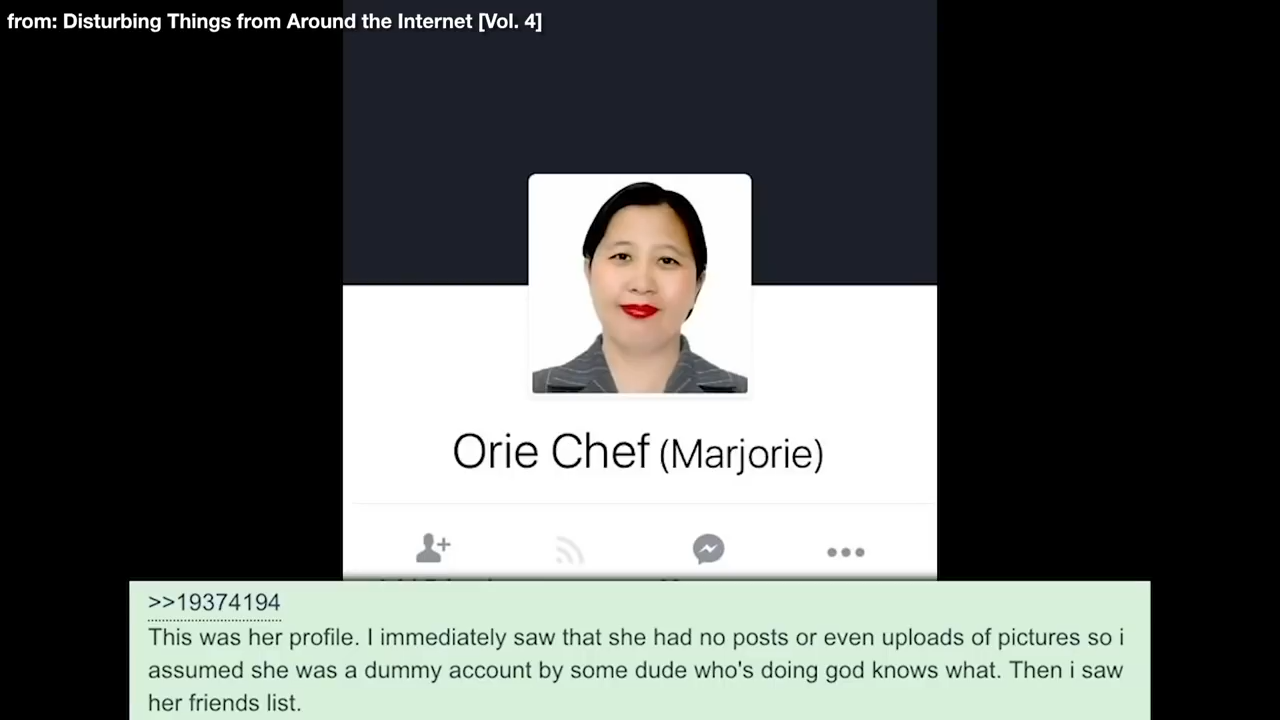 from: Disturbing Things from Around the Internet [Vol. 4]
Orie Chef (Marjorie)
>>19374194
This was her profile. I immediately saw that she had no posts or even uploads of pictures so i
assumed she was a dummy account by some dude who's doing god knows what. Then i saw
her friends list.